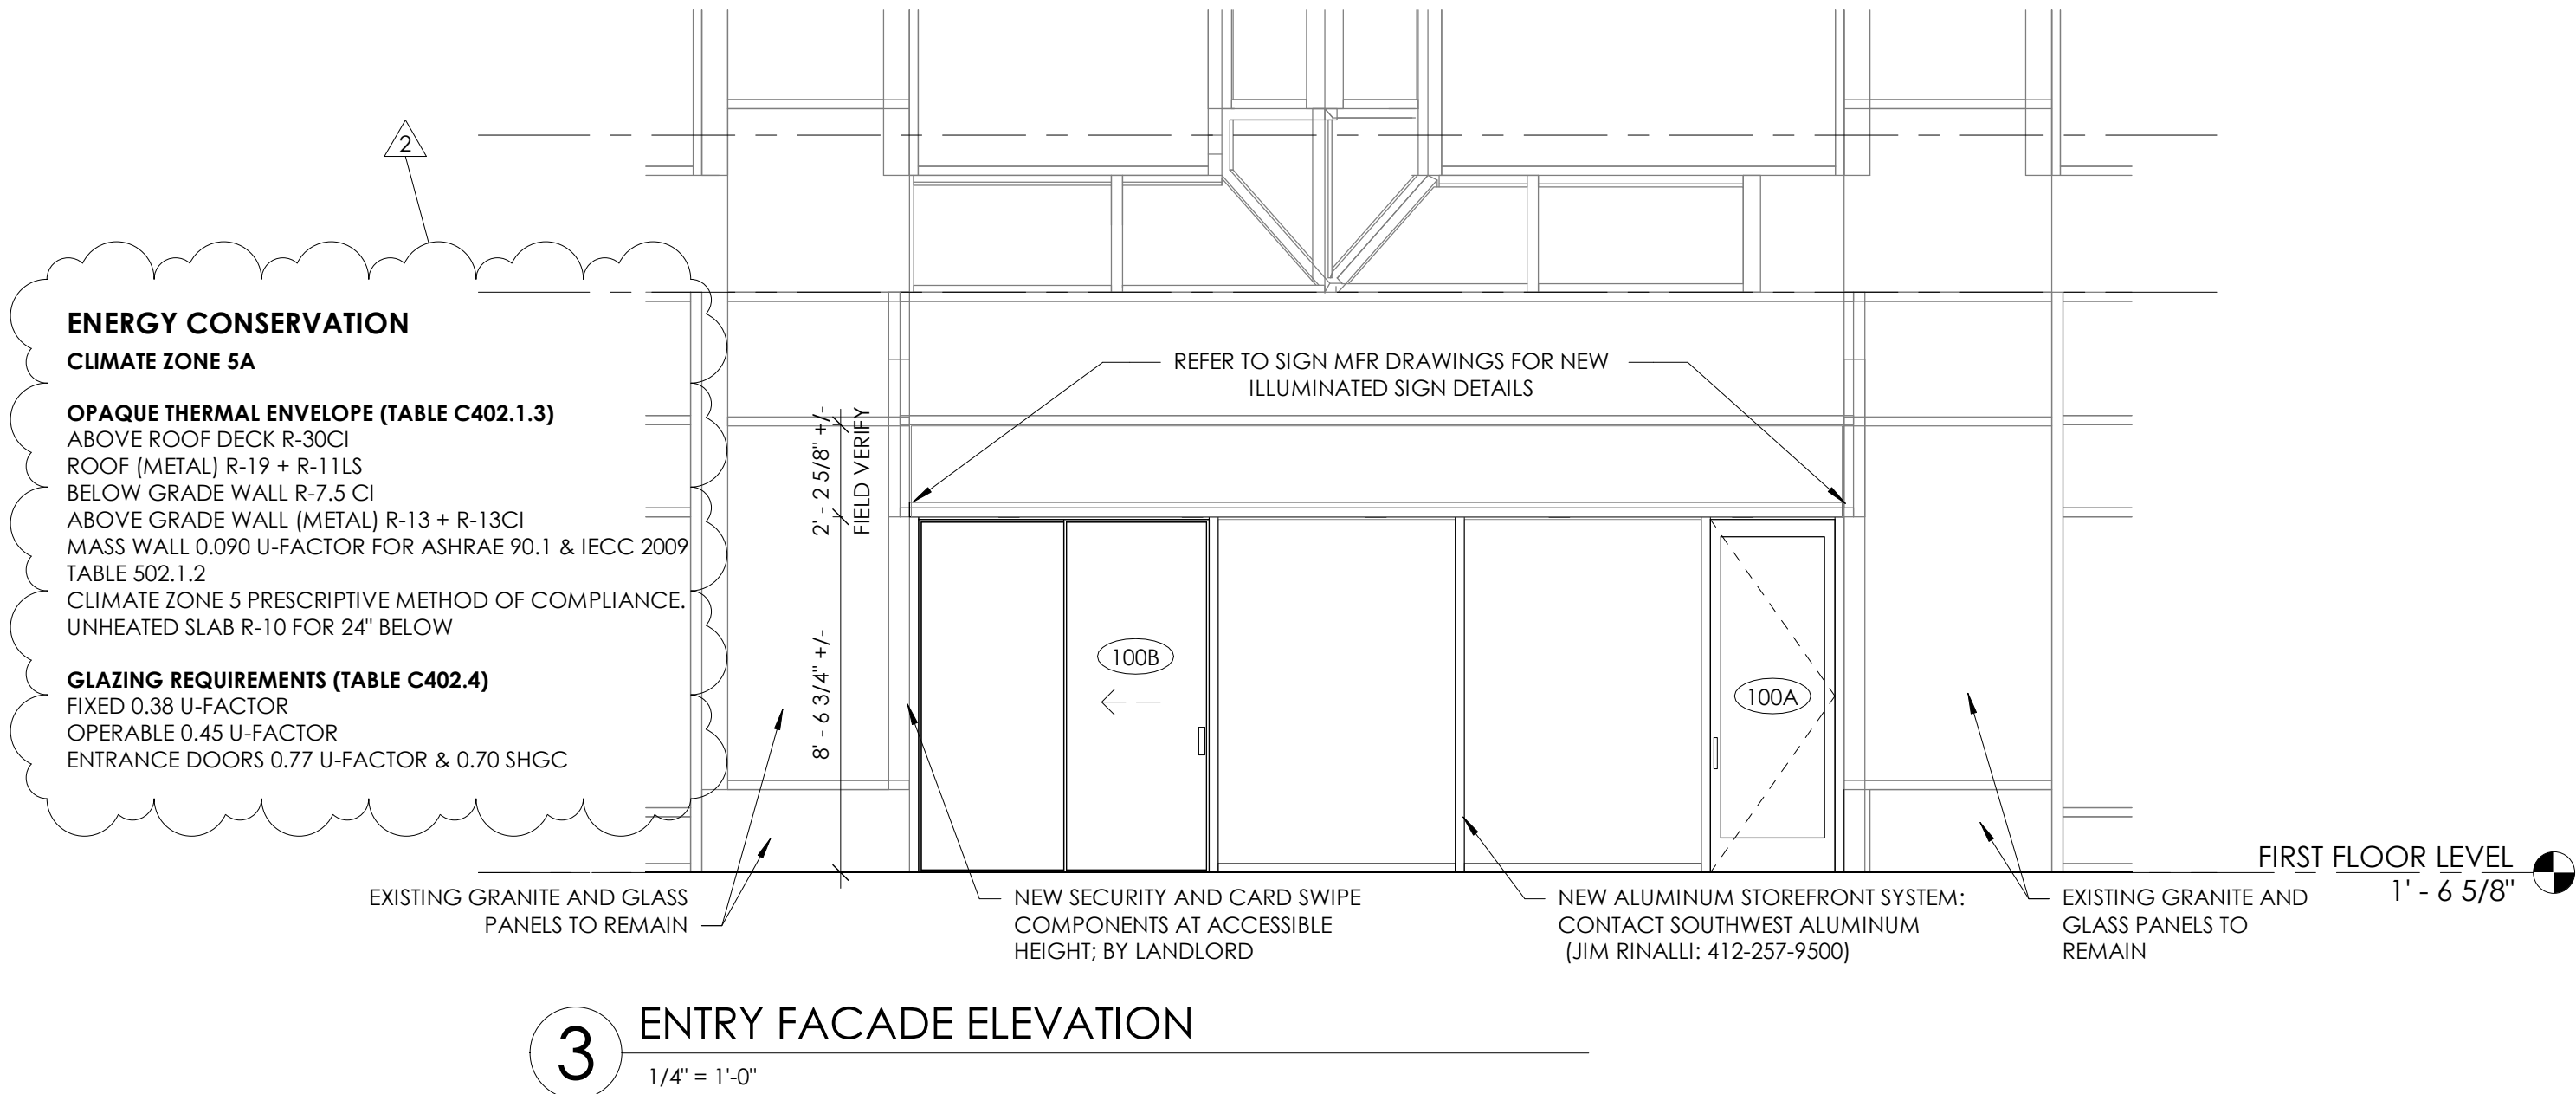 2
ENERGY CONSERVATION
CLIMATE ZONE 5A
OPAQUE THERMAL ENVELOPE (TABLE C402.1.3)
ABOVE ROOF DECK R-30CI
ROOF (METAL) R-19 + R-11LS
BELOW GRADE WALL R-7.5 CI
ABOVE GRADE WALL (METAL) R-13 + R-13CI
MASS WALL 0.090 U-FACTOR FOR ASHRAE 90.1 & IECC 2009
TABLE 502.1.2
CLIMATE ZONE 5 PRESCRIPTIVE METHOD OF COMPLIANCE.
UNHEATED SLAB R-10 FOR 24" BELOW
GLAZING REQUIREMENTS (TABLE C402.4)
FIXED 0.38 U-FACTOR
OPERABLE 0.45 U-FACTOR
ENTRANCE DOORS 0.77 U-FACTOR & 0.70 SHGC
2' - 2 5/8" +/-
FIELD VERIFY
8' - 6 3/4" +/-
REFER TO SIGN MFR DRAWINGS FOR NEW
ILLUMINATED SIGN DETAILS
100B
100A
EXISTING GRANITE AND GLASS
PANELS TO REMAIN
NEW SECURITY AND CARD SWIPE
COMPONENTS AT ACCESSIBLE
HEIGHT; BY LANDLORD
NEW ALUMINUM STOREFRONT SYSTEM:
CONTACT SOUTHWEST ALUMINUM
(JIM RINALLI: 412-257-9500)
EXISTING GRANITE AND
GLASS PANELS TO
REMAIN
FIRST FLOOR LEVEL
1' - 6 5/8"
3
ENTRY FACADE ELEVATION
1/4" = 1'-0"